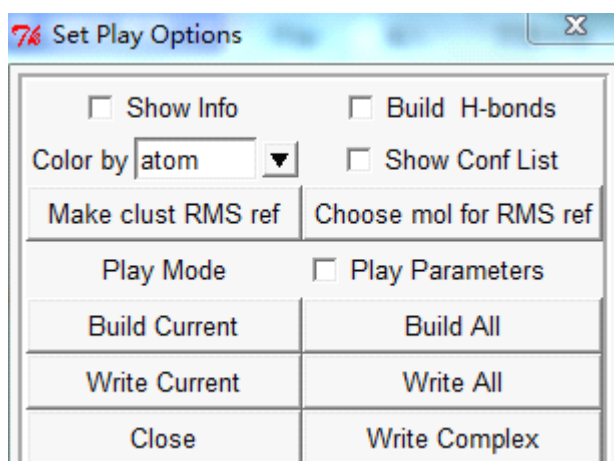 Set Play Options
Show Info Build H-bonds
Color by atom Show Conf List
Make clust RMS ref Choose mol for RMS ref
Play Mode Play Parameters
Build Current Build All
Write Current Write All
Close Write Complex